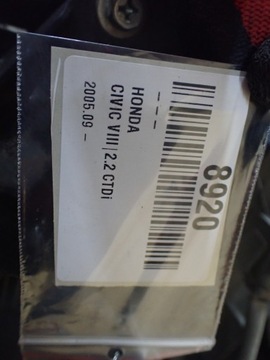 8920
- - -
HONDA
CIVIC VIII | 2.2 CTDi
2005.09 -